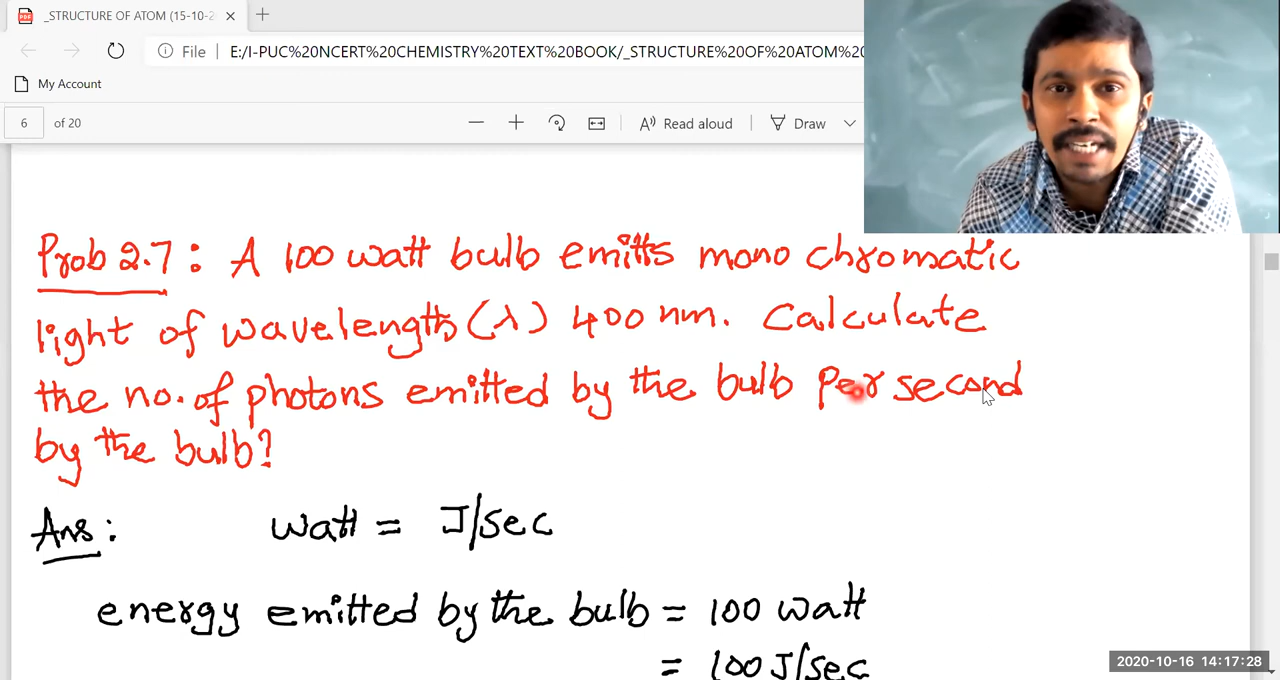 _STRUCTURE OF ATOM (15-10-2
File
E:/I-PUC%20NCERT%20CHEMISTRY%20TEXT%20BOOK/_STRUCTURE%20OF%20ATOM%20
My Account
6 of 20
Read aloud
Draw
Prob 2.7 : A 100 watt bulb emitts mono chromatic
light of wavelength (λ) 400 nm. Calculate
the no. of photons emitted by the bulb Per second
by the bulb?
Ans : watt = J/sec
energy emitted by the bulb = 100 watt
= 100 J/sec
2020-10-16 14:17:28